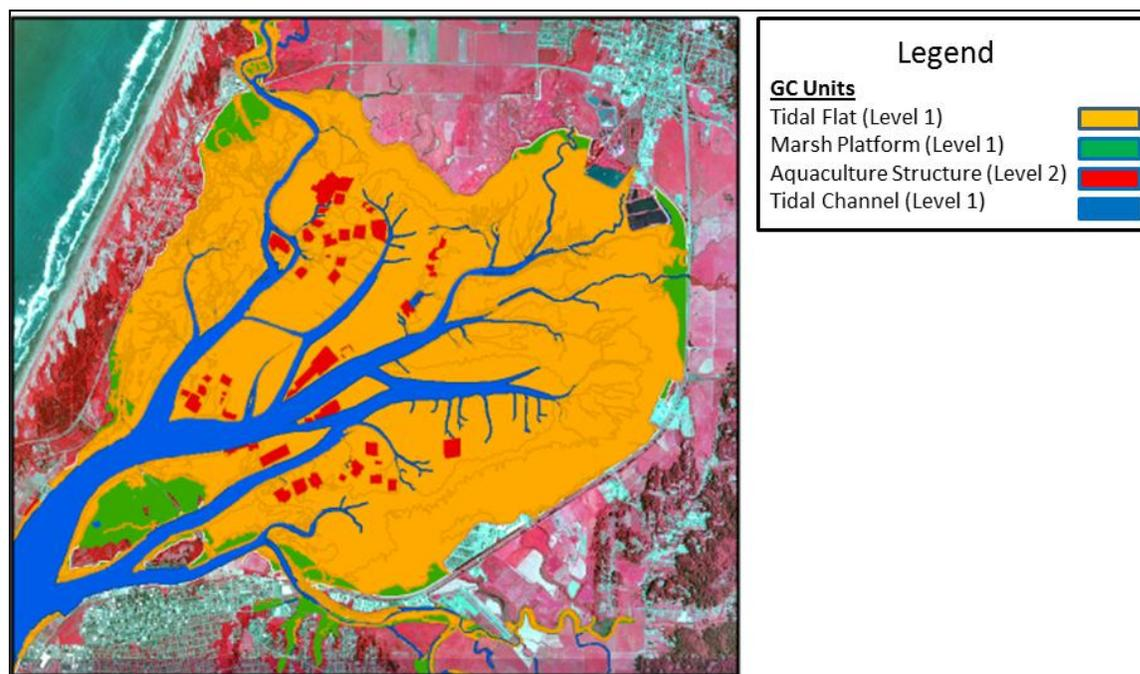 Legend
GC Units
Tidal Flat (Level 1)
Marsh Platform (Level 1)
Aquaculture Structure (Level 2)
Tidal Channel (Level 1)